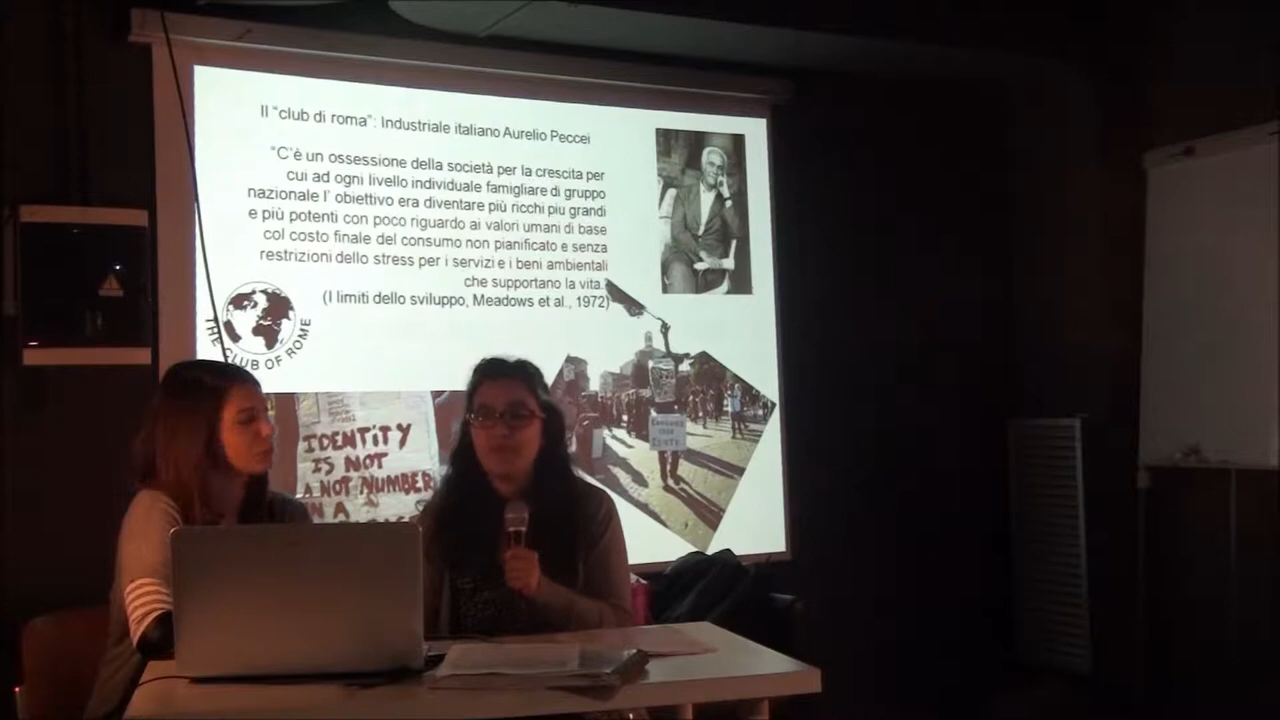 Il "club di roma": Industriale italiano Aurelio Peccei
"C'è un ossessione della società per la crescita per
cui ad ogni livello individuale famigliare di gruppo
nazionale l' obiettivo era diventare più ricchi piu grandi
e più potenti con poco riguardo ai valori umani di base
col costo finale del consumo non pianificato e senza
restrizioni dello stress per i servizi e i beni ambientali
che supportano la vita."
(I limiti dello sviluppo, Meadows et al., 1972)
THE CLUB OF ROME
IDENTITY
IS NOT
A NOT NUMBER
IN A